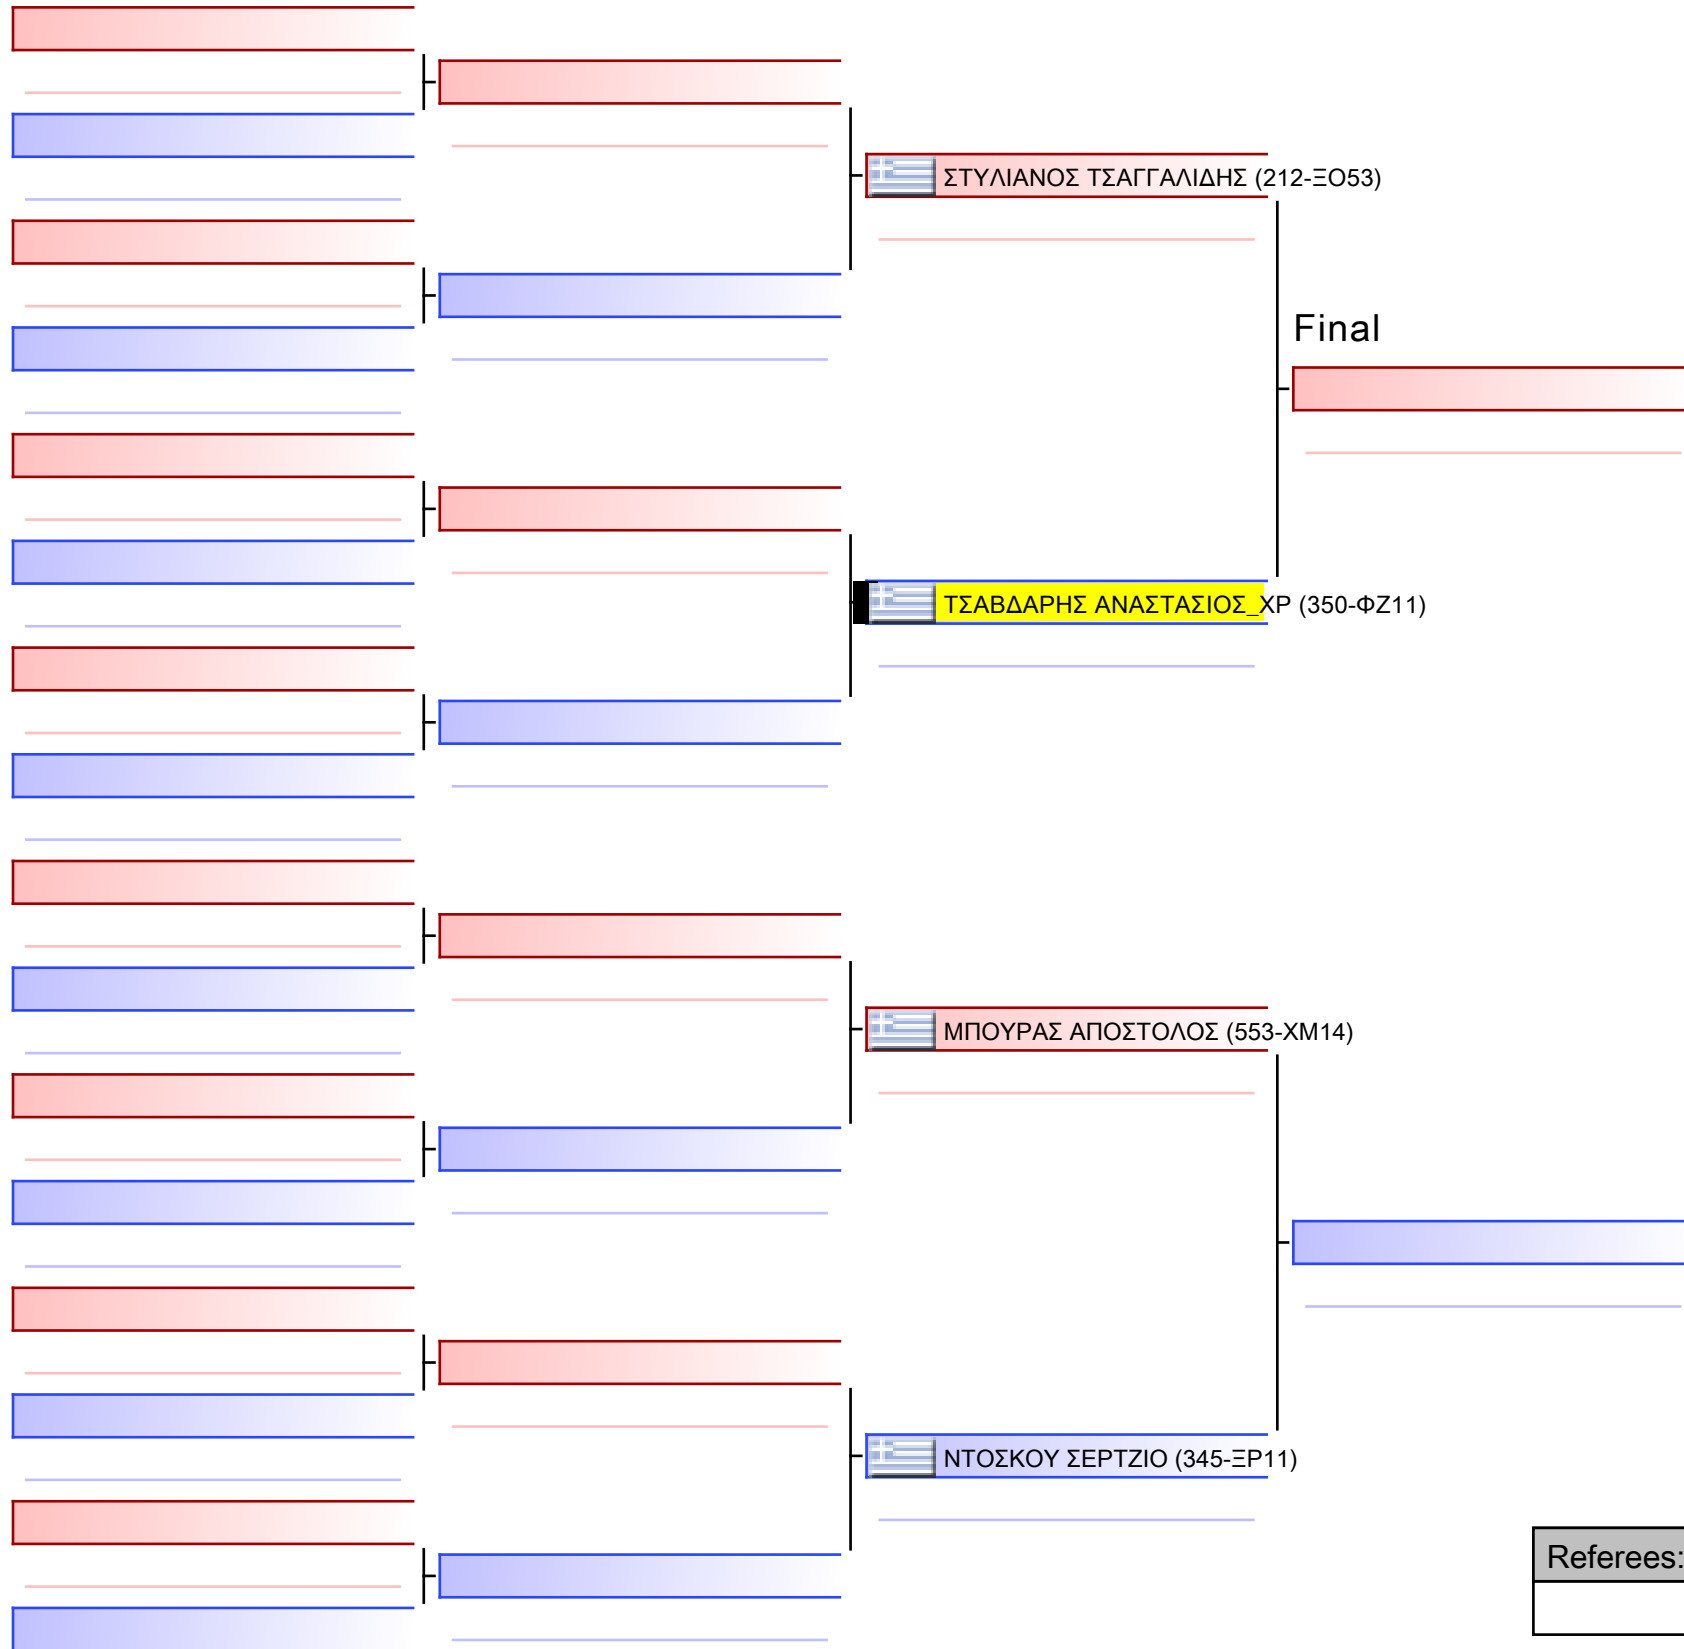 ΣΤΥΛΙΑΝΟΣ ΤΣΑΓΓΑΛΙΔΗΣ (212-ΞΟ53)
Final
ΤΣΑΒΔΑΡΗΣ ΑΝΑΣΤΑΣΙΟΣ_ΧΡ (350-ΦΖ11)
ΜΠΟΥΡΑΣ ΑΠΟΣΤΟΛΟΣ (553-ΧΜ14)
ΝΤΟΣΚΟΥ ΣΕΡΤΖΙΟ (345-ΞΡ11)
Referees: